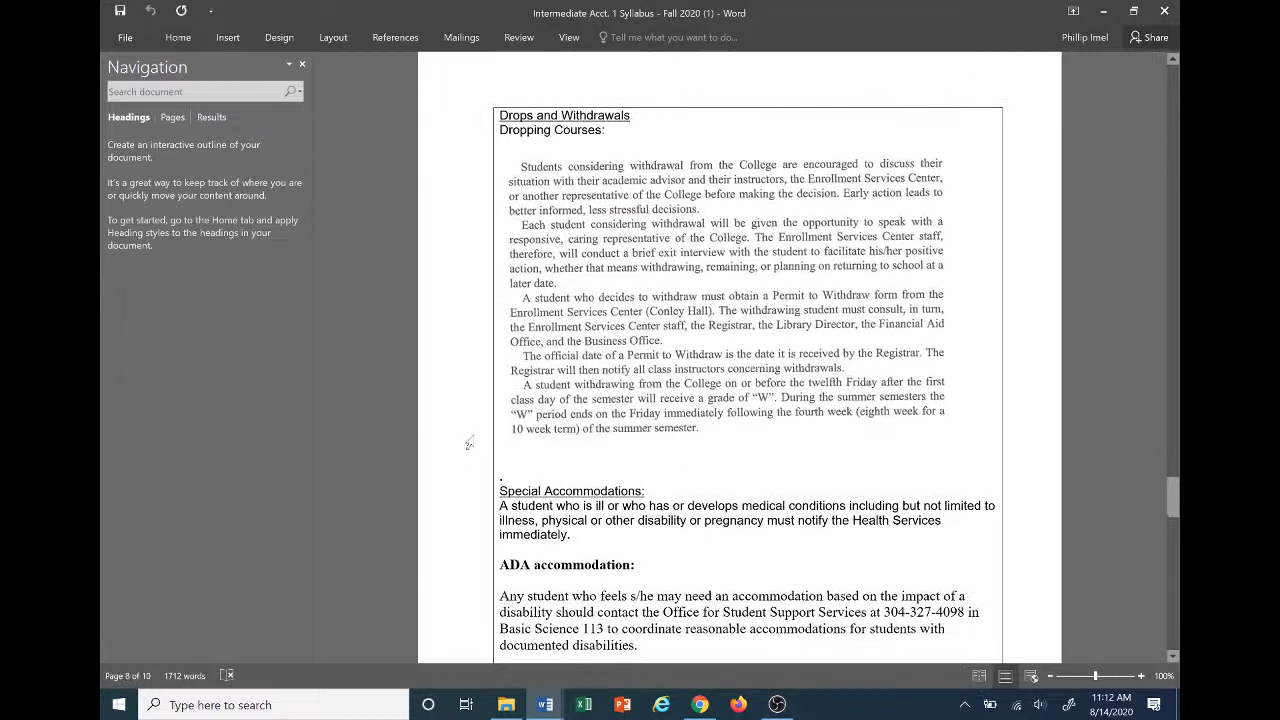 Intermediate Acct. 1 Syllabus - Fall 2020 (1) - Word
File Home Insert Design Layout References Mailings Review View Tell me what you want to do... Phillip Imel Share
Navigation
Search document
Headings Pages Results
Create an interactive outline of your
document.
It's a great way to keep track of where you are
or quickly move your content around.
To get started, go to the Home tab and apply
Heading styles to the headings in your
document.
Drops and Withdrawals
Dropping Courses:
Students considering withdrawal from the College are encouraged to discuss their
situation with their academic advisor and their instructors, the Enrollment Services Center,
or another representative of the College before making the decision. Early action leads to
better informed, less stressful decisions.
Each student considering withdrawal will be given the opportunity to speak with a
responsive, caring representative of the College. The Enrollment Services Center staff,
therefore, will conduct a brief exit interview with the student to facilitate his/her positive
action, whether that means withdrawing, remaining, or planning on returning to school at a
later date.
A student who decides to withdraw must obtain a Permit to Withdraw form from the
Enrollment Services Center (Conley Hall). The withdrawing student must consult, in turn,
the Enrollment Services Center staff, the Registrar, the Library Director, the Financial Aid
Office, and the Business Office.
The official date of a Permit to Withdraw is the date it is received by the Registrar. The
Registrar will then notify all class instructors concerning withdrawals.
A student withdrawing from the College on or before the twelfth Friday after the first
class day of the semester will receive a grade of “W”. During the summer semesters the
“W” period ends on the Friday immediately following the fourth week (eighth week for a
10 week term) of the summer semester.
.
Special Accommodations:
A student who is ill or who has or develops medical conditions including but not limited to
illness, physical or other disability or pregnancy must notify the Health Services
immediately.
ADA accommodation:
Any student who feels s/he may need an accommodation based on the impact of a
disability should contact the Office for Student Support Services at 304-327-4098 in
Basic Science 113 to coordinate reasonable accommodations for students with
documented disabilities.
Page 8 of 10 1712 words 100%
Type here to search
11:12 AM
8/14/2020